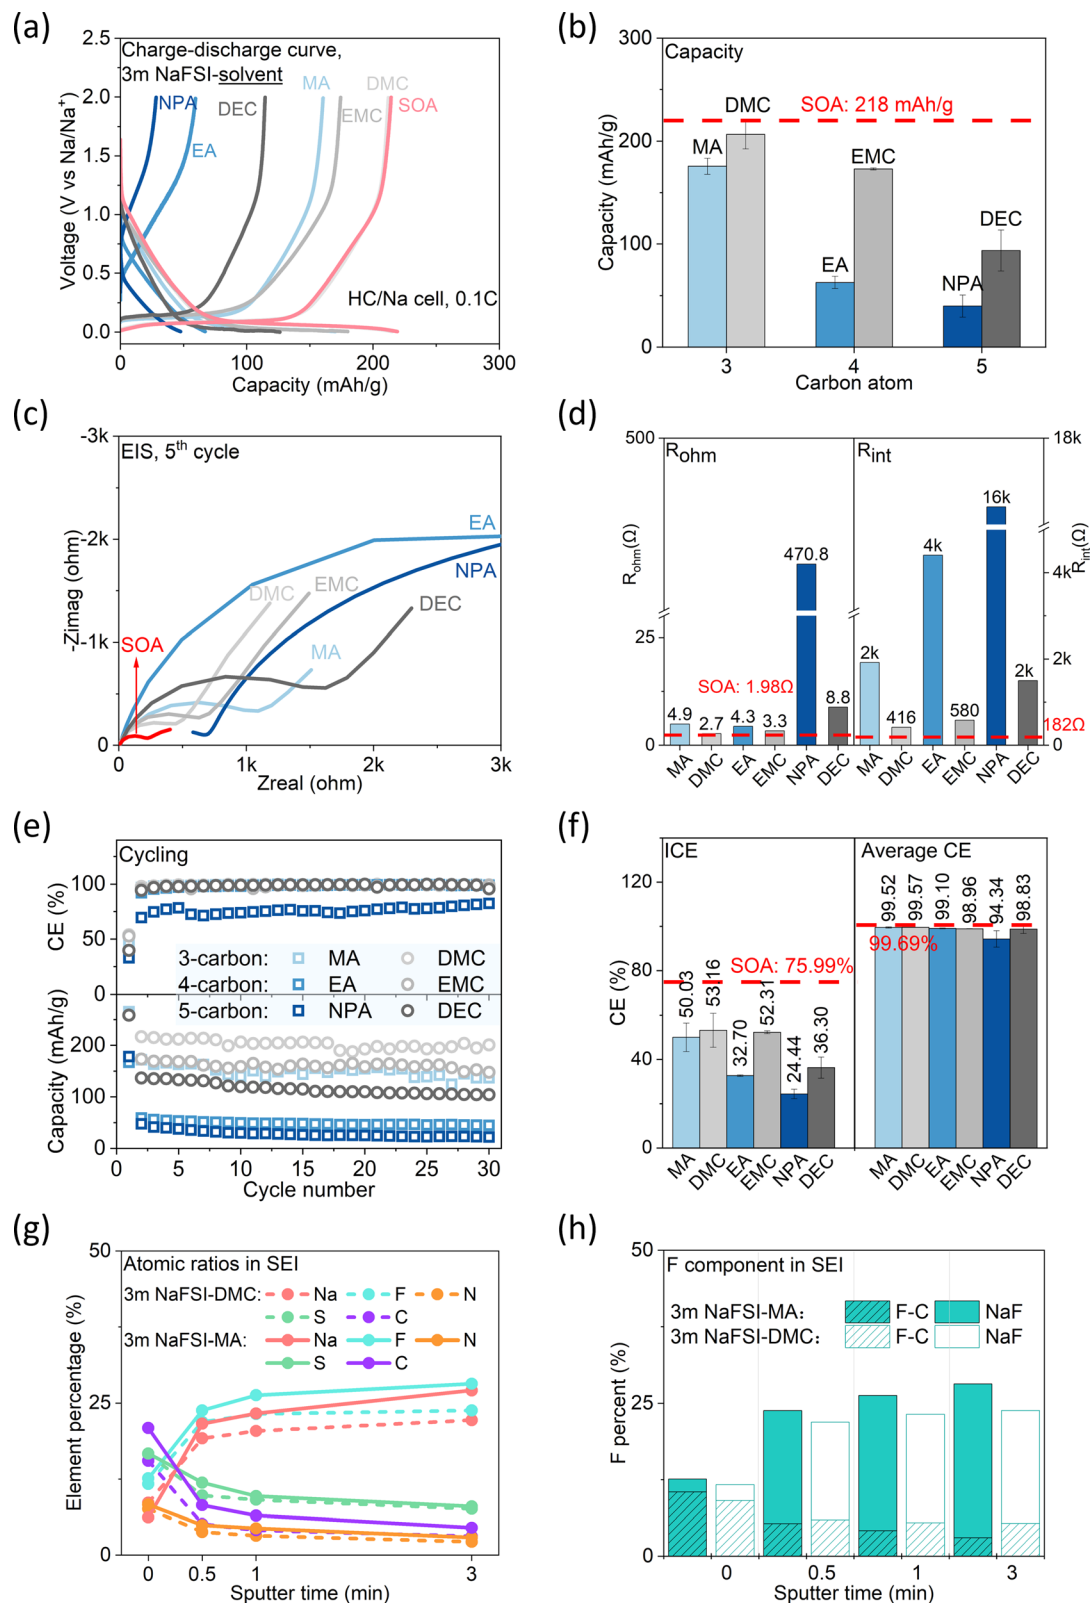 (a)
2.5
2.0
1.5
1.0
0.5
0.0
Voltage (V vs Na/Na⁺)
Charge-discharge curve,
3m NaFSI-solvent
NPA
EA
DEC
MA
EMC
DMC
SOA
HC/Na cell, 0.1C
0 100 200 300
Capacity (mAh/g)
(b)
300
200
100
0
Capacity (mAh/g)
Capacity
SOA: 218 mAh/g
MA
DMC
EA
EMC
NPA
DEC
3 4 5
Carbon atom
(c)
-3k
-2k
-1k
0
-Zimag (ohm)
EIS, 5th cycle
EA
NPA
DMC
EMC
DEC
SOA
MA
0 1k 2k 3k
Zreal (ohm)
(d)
500
25
0
Rohm(Ω)
Rohm
Rint
18k
4k
2k
0
Rint(Ω)
4.9
2.7
4.3
3.3
470.8
8.8
SOA: 1.98Ω
2k
416
4k
580
16k
2k
182Ω
MA DMC EA EMC NPA DEC MA DMC EA EMC NPA DEC
(e)
Cycling
100
50
0
CE (%)
3-carbon: MA DMC
4-carbon: EA EMC
5-carbon: NPA DEC
200
100
0
Capacity (mAh/g)
0 5 10 15 20 25 30
Cycle number
(f)
120
80
40
0
CE (%)
ICE
Average CE
SOA: 75.99%
99.69%
50.03
53.16
32.70
52.31
24.44
36.30
99.52
99.57
99.10
98.96
94.34
98.83
MA DMC EA EMC NPA DEC MA DMC EA EMC NPA DEC
(g)
50
25
0
Element percentage (%)
Atomic ratios in SEI
3m NaFSI-DMC: Na F N
S C
3m NaFSI-MA: Na F N
S C
0 0.5 1 3
Sputter time (min)
(h)
50
25
0
F percent (%)
F component in SEI
3m NaFSI-MA: F-C NaF
3m NaFSI-DMC: F-C NaF
0 0.5 1 3
Sputter time (min)